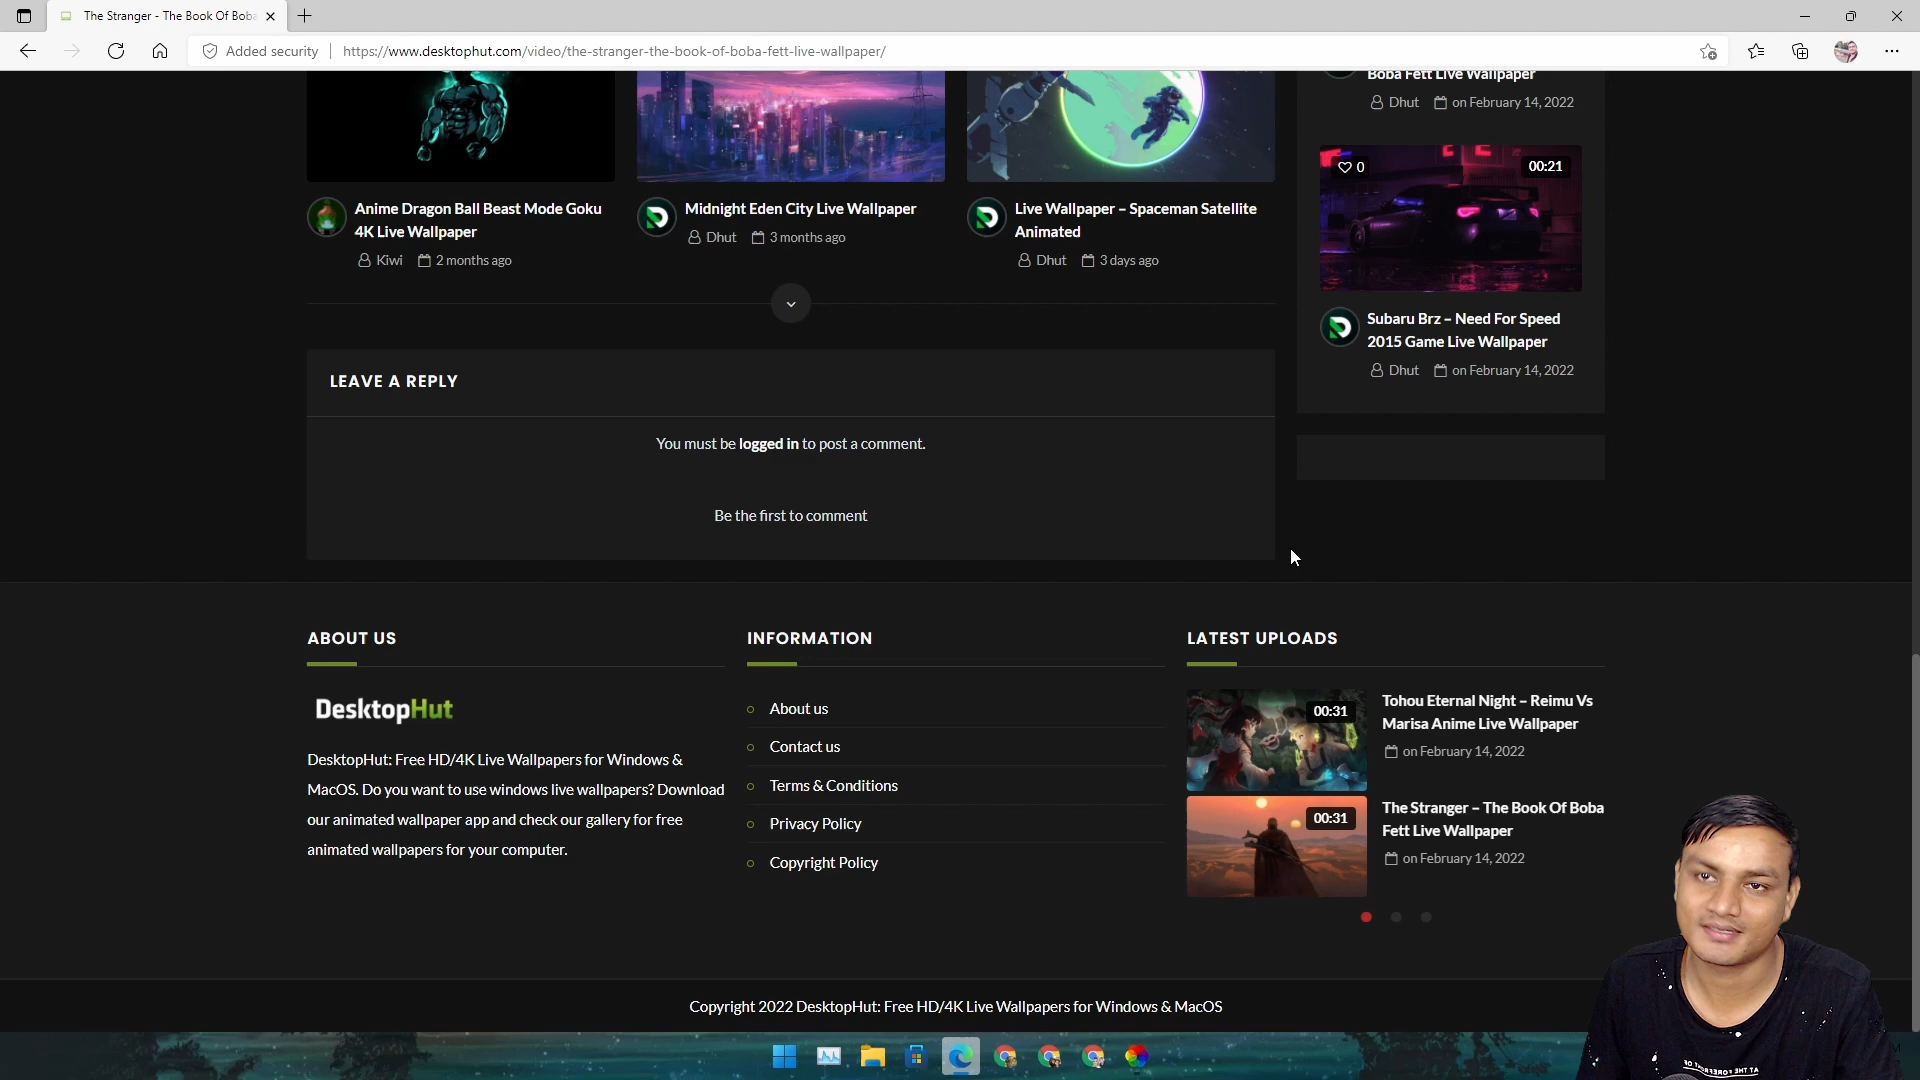 The Stranger - The Book Of Boba
Added security
https://www.desktophut.com/video/the-stranger-the-book-of-boba-fett-live-wallpaper/
Boba Fett Live Wallpaper
Dhut on February 14, 2022
0 00:21
Anime Dragon Ball Beast Mode Goku
4K Live Wallpaper
Kiwi 2 months ago
Midnight Eden City Live Wallpaper
Dhut 3 months ago
Live Wallpaper – Spaceman Satellite
Animated
Dhut 3 days ago
Subaru Brz – Need For Speed
2015 Game Live Wallpaper
Dhut on February 14, 2022
LEAVE A REPLY
You must be logged in to post a comment.
Be the first to comment
ABOUT US
DesktopHut
DesktopHut: Free HD/4K Live Wallpapers for Windows &
MacOS. Do you want to use windows live wallpapers? Download
our animated wallpaper app and check our gallery for free
animated wallpapers for your computer.
INFORMATION
About us
Contact us
Terms & Conditions
Privacy Policy
Copyright Policy
LATEST UPLOADS
00:31
Tohou Eternal Night – Reimu Vs
Marisa Anime Live Wallpaper
on February 14, 2022
00:31
The Stranger – The Book Of Boba
Fett Live Wallpaper
on February 14, 2022
Copyright 2022 DesktopHut: Free HD/4K Live Wallpapers for Windows & MacOS
AT THE FOREFRONT OF